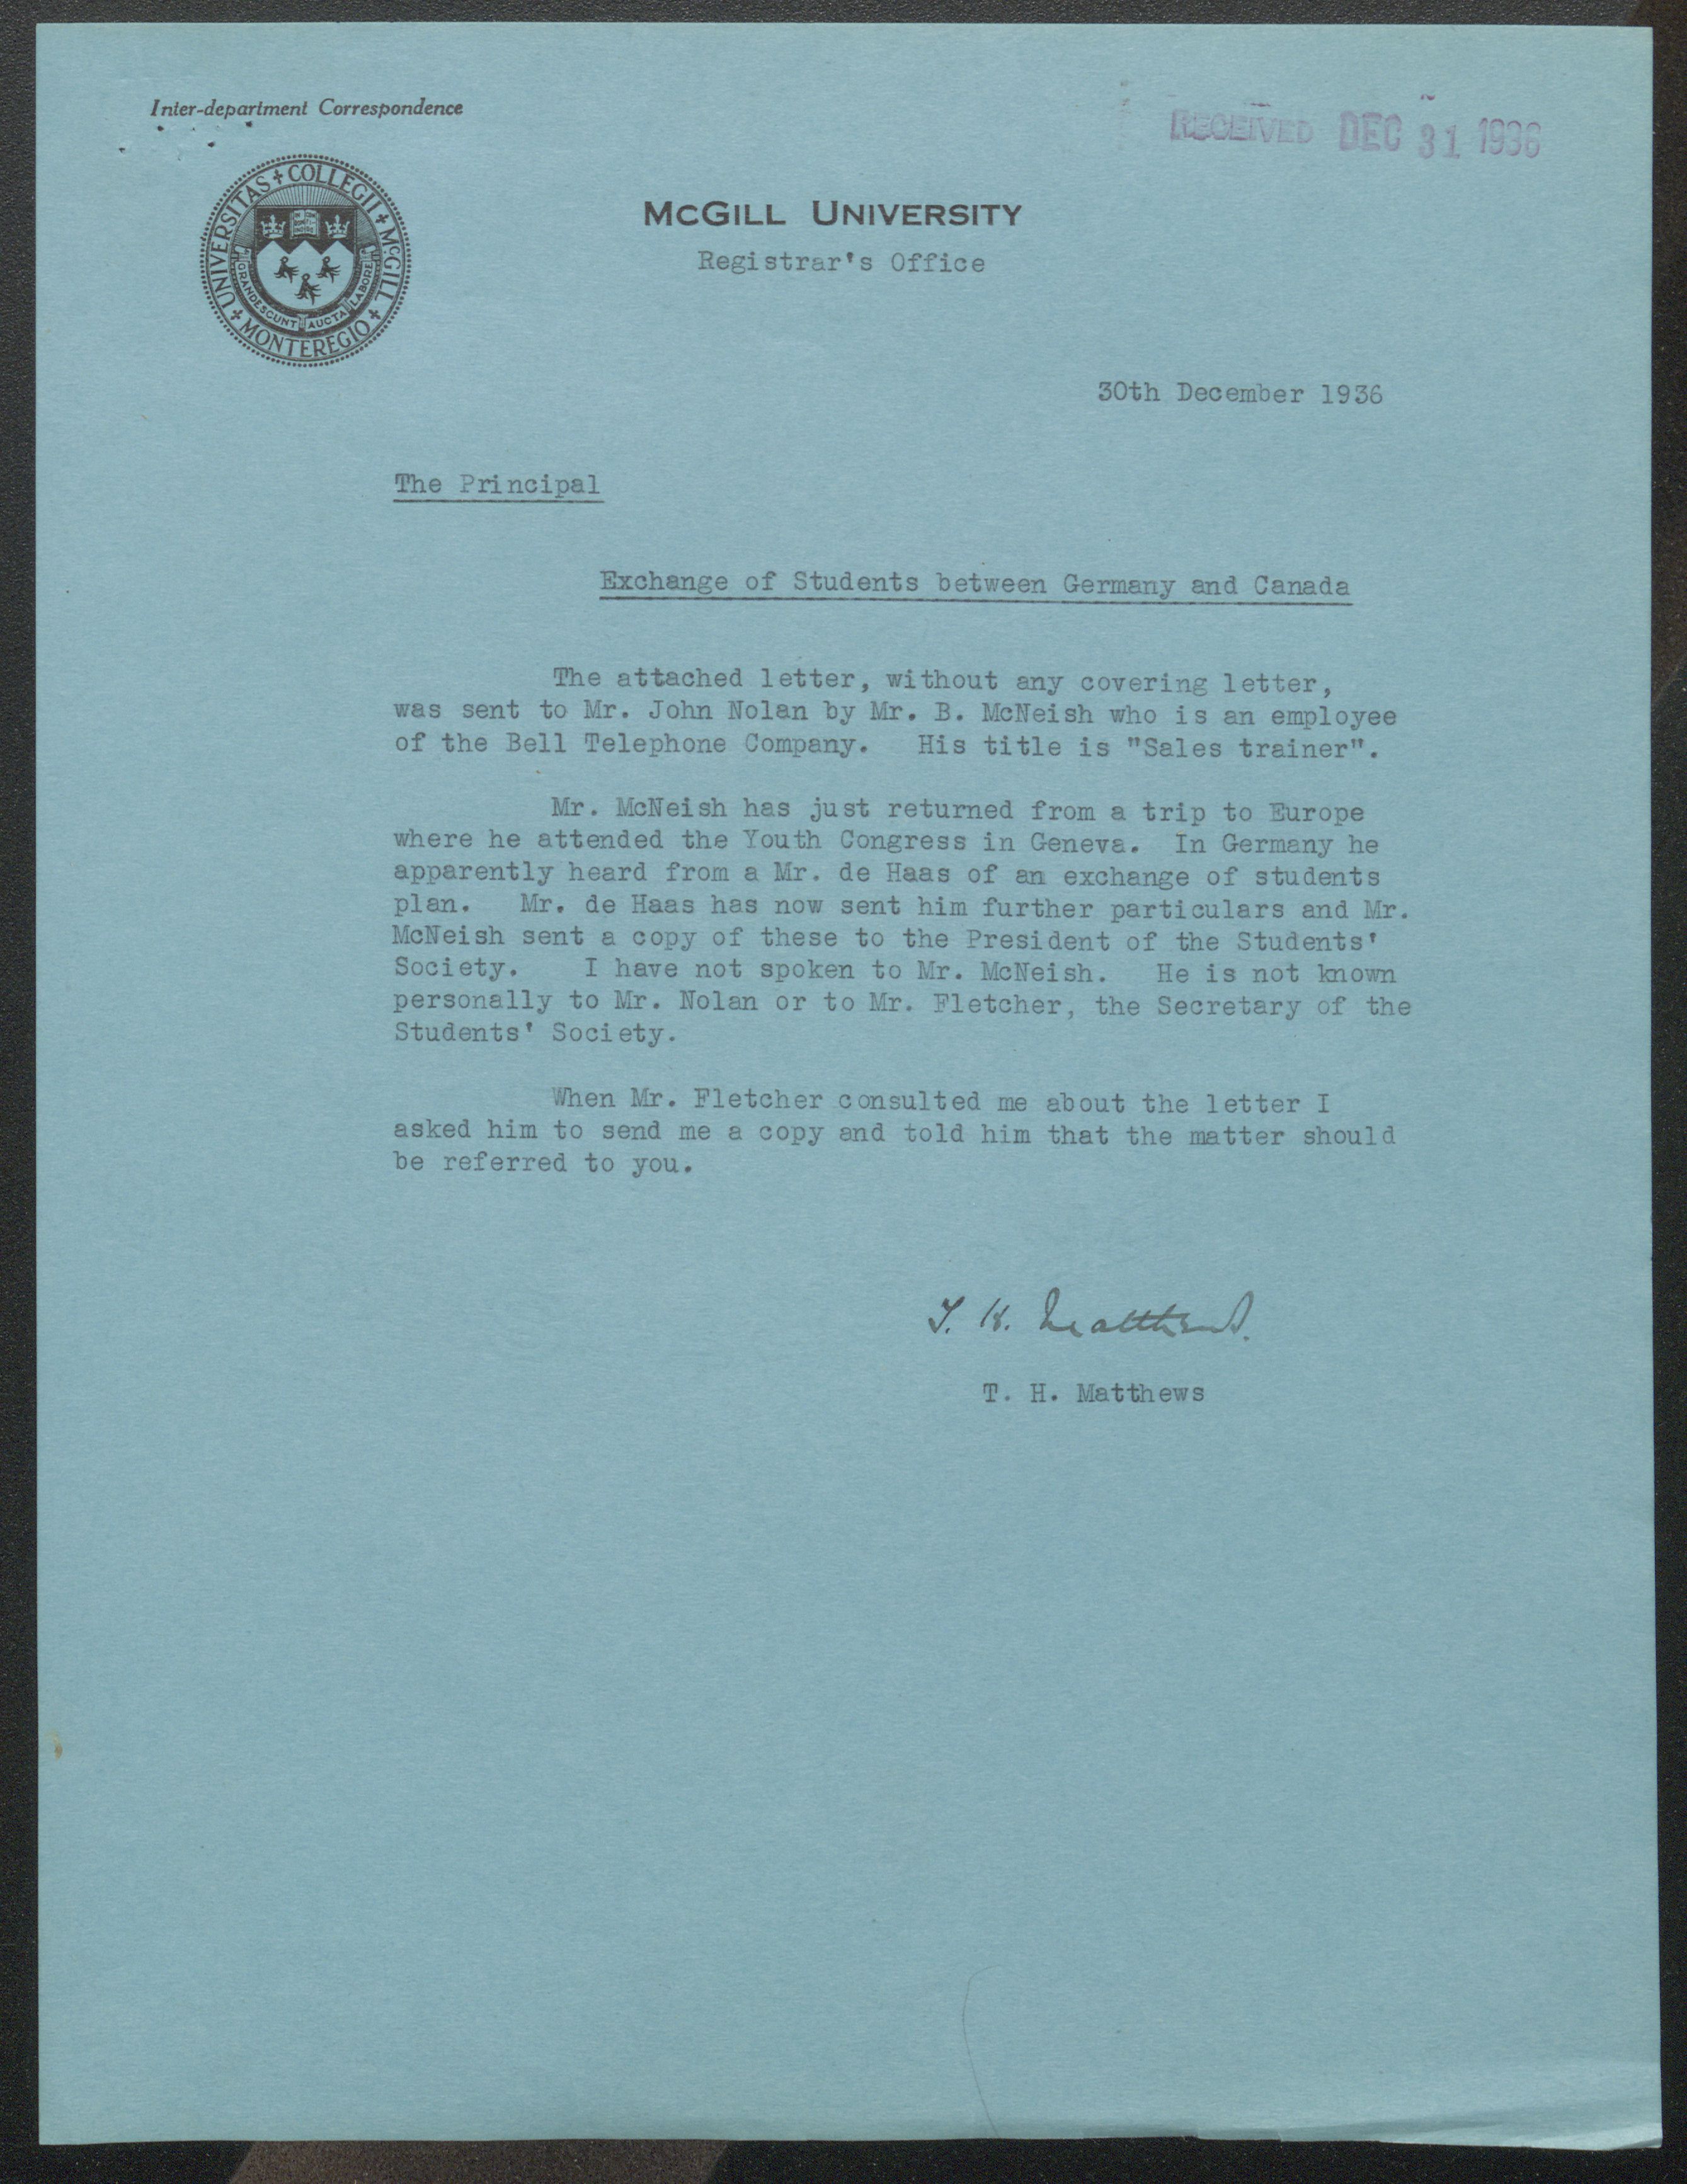 Inter-department Correspondence
RECEIVED DEC 31 1936
UNIVERSITAS + COLLEGII + McGILL + MONTEREGIO +
GRANDESCUNT AUCTA LABORE
McGILL UNIVERSITY
Registrar's Office
30th December 1936
The Principal
Exchange of Students between Germany and Canada
The attached letter, without any covering letter,
was sent to Mr. John Nolan by Mr. B. McNeish who is an employee
of the Bell Telephone Company. His title is "Sales trainer".
Mr. McNeish has just returned from a trip to Europe
where he attended the Youth Congress in Geneva. In Germany he
apparently heard from a Mr. de Haas of an exchange of students
plan. Mr. de Haas has now sent him further particulars and Mr.
McNeish sent a copy of these to the President of the Students'
Society. I have not spoken to Mr. McNeish. He is not known
personally to Mr. Nolan or to Mr. Fletcher, the Secretary of the
Students' Society.
When Mr. Fletcher consulted me about the letter I
asked him to send me a copy and told him that the matter should
be referred to you.
T. H. Matthews.
T. H. Matthews